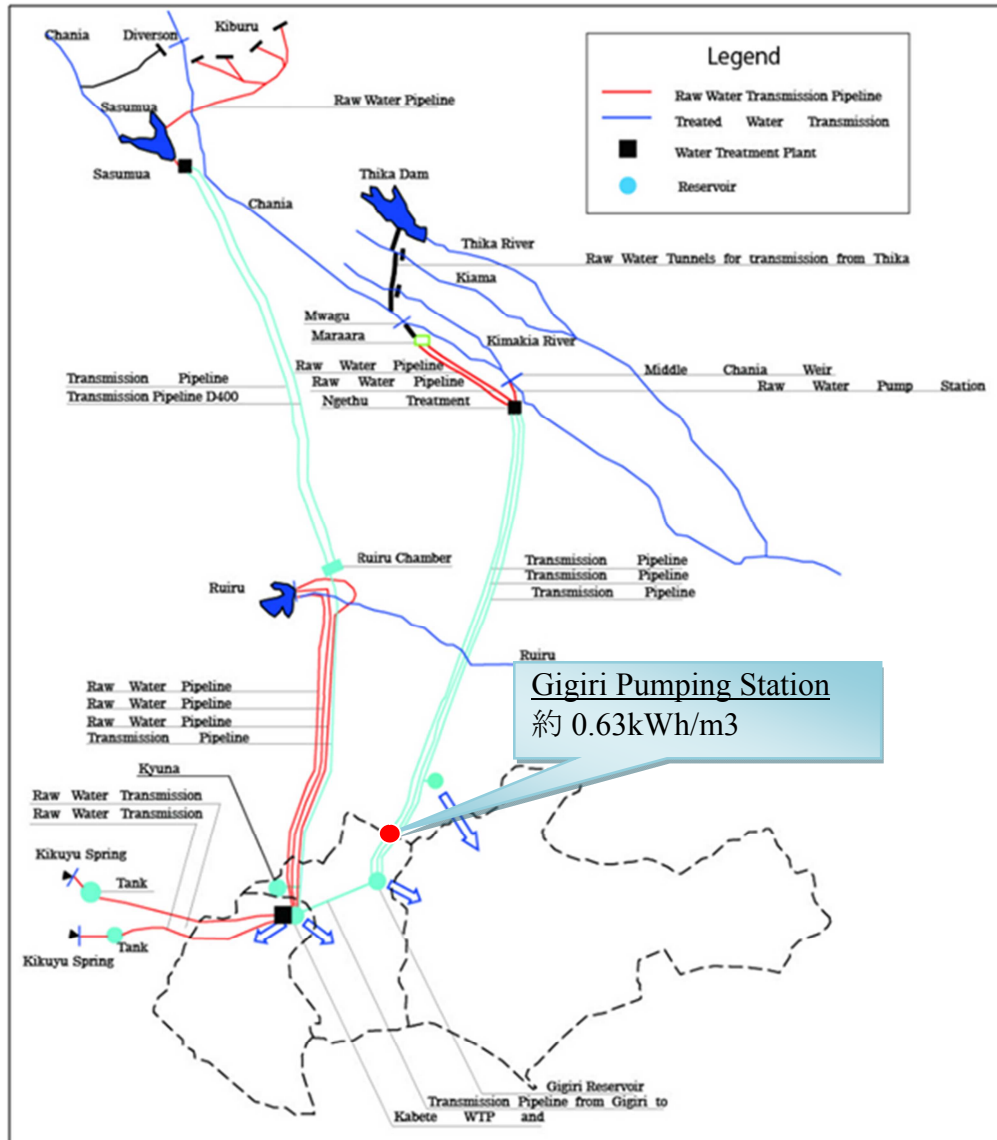 Kiburu
Chania
Diverson
Legend
Raw Water Transmission Pipeline
Treated Water Transmission
Water Treatment Plant
Reservoir
Raw Water Pipeline
Sasumua
Sasumua
Thika Dam
Chania
Thika River
Raw Water Tunnels for transmission from Thika
Kiama
Mwagu
Maraara
Kimakia River
Raw Water Pipeline
Raw Water Pipeline
Ngethu Treatment
Middle Chania Weir
Raw Water Pump Station
Transmission Pipeline
Transmission Pipeline D400
Ruiru Chamber
Transmission Pipeline
Transmission Pipeline
Transmission Pipeline
Ruiru
Ruiru
Raw Water Pipeline
Raw Water Pipeline
Raw Water Pipeline
Transmission Pipeline
Gigiri Pumping Station
約 0.63kWh/m3
Kyuna
Raw Water Transmission
Raw Water Transmission
Kikuyu Spring
Tank
Tank
Kikuyu Spring
Gigiri Reservoir
Transmission Pipeline from Gigiri to
Kabete WTP and